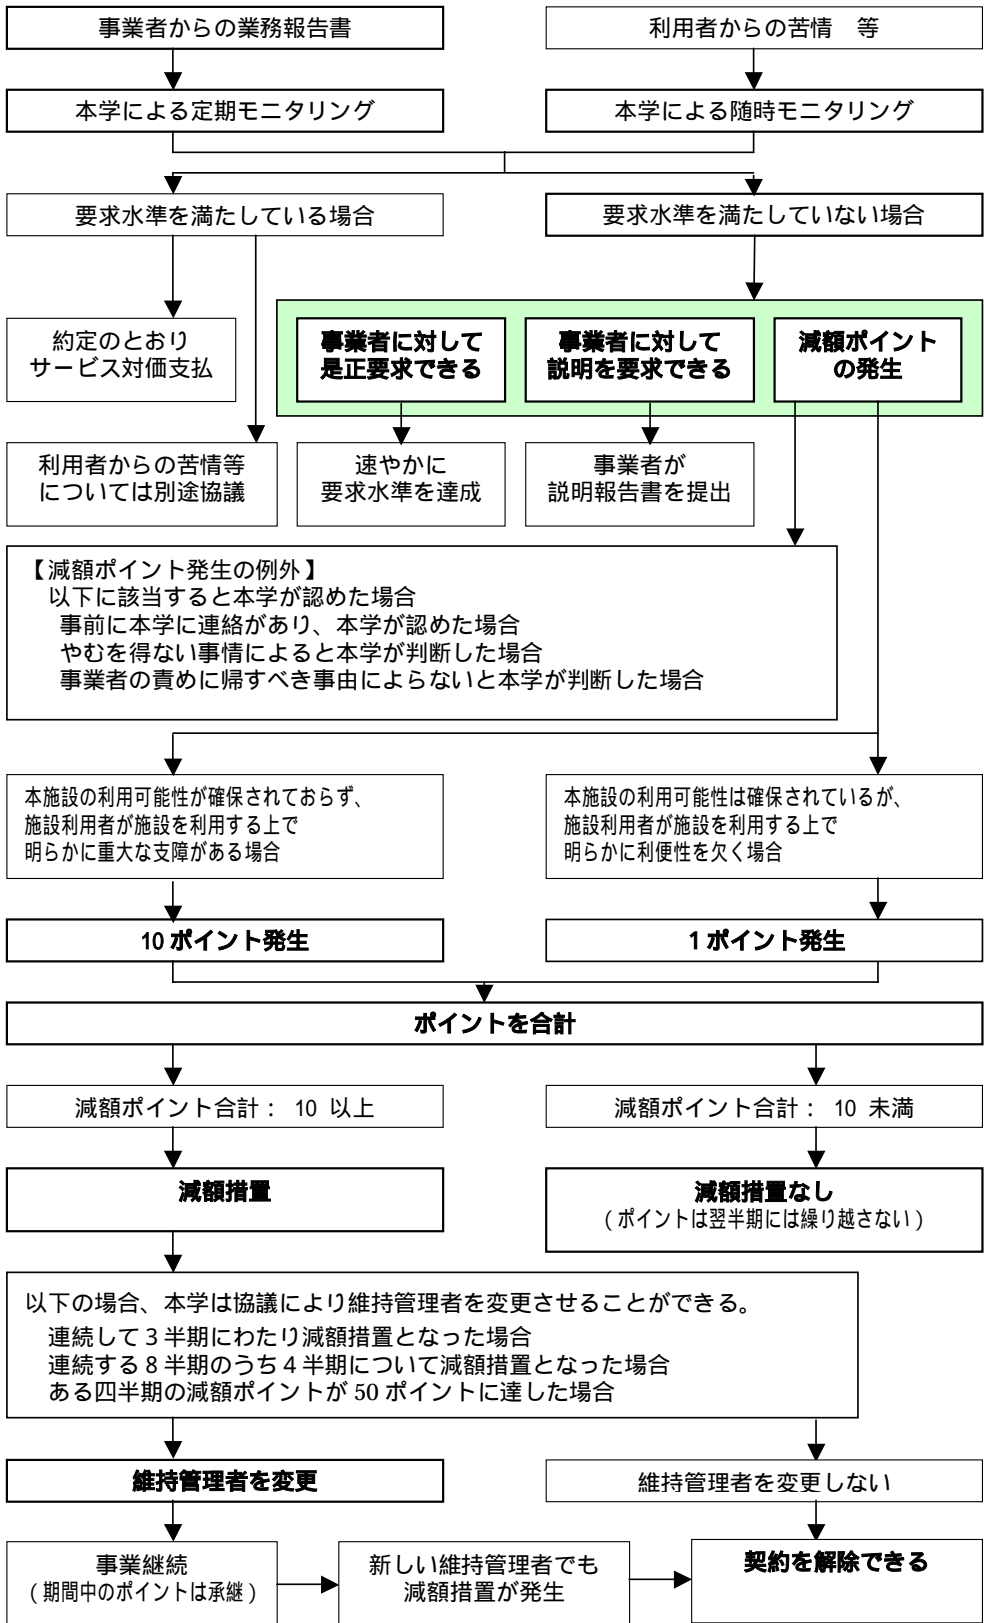 事業者からの業務報告書
利用者からの苦情　等
本学による定期モニタリング
本学による随時モニタリング
要求水準を満たしている場合
要求水準を満たしていない場合
約定のとおり
サービス対価支払
事業者に対して
是正要求できる
事業者に対して
説明を要求できる
減額ポイント
の発生
利用者からの苦情等
については別途協議
速やかに
要求水準を達成
事業者が
説明報告書を提出
【減額ポイント発生の例外】
以下に該当すると本学が認めた場合
事前に本学に連絡があり、本学が認めた場合
やむを得ない事情によると本学が判断した場合
事業者の責めに帰すべき事由によらないと本学が判断した場合
本施設の利用可能性が確保されておらず、
施設利用者が施設を利用する上で
明らかに重大な支障がある場合
本施設の利用可能性は確保されているが、
施設利用者が施設を利用する上で
明らかに利便性を欠く場合
10 ポイント発生
1 ポイント発生
ポイントを合計
減額ポイント合計： 10 以上
減額ポイント合計： 10 未満
減額措置
減額措置なし
（ポイントは翌半期には繰り越さない）
以下の場合、本学は協議により維持管理者を変更させることができる。
連続して３半期にわたり減額措置となった場合
連続する８半期のうち４半期について減額措置となった場合
ある四半期の減額ポイントが 50 ポイントに達した場合
維持管理者を変更
維持管理者を変更しない
事業継続
（期間中のポイントは承継）
新しい維持管理者でも
減額措置が発生
契約を解除できる